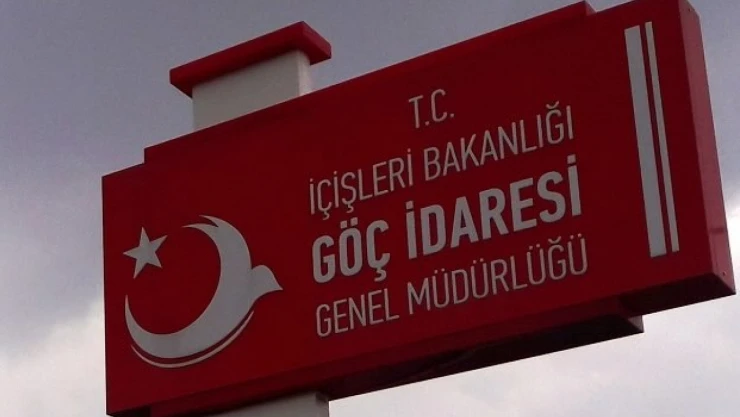 T.C.
İÇİŞLERİ BAKANLIĞI
GÖÇ İDARESİ
GENEL MÜDÜRLÜĞÜ